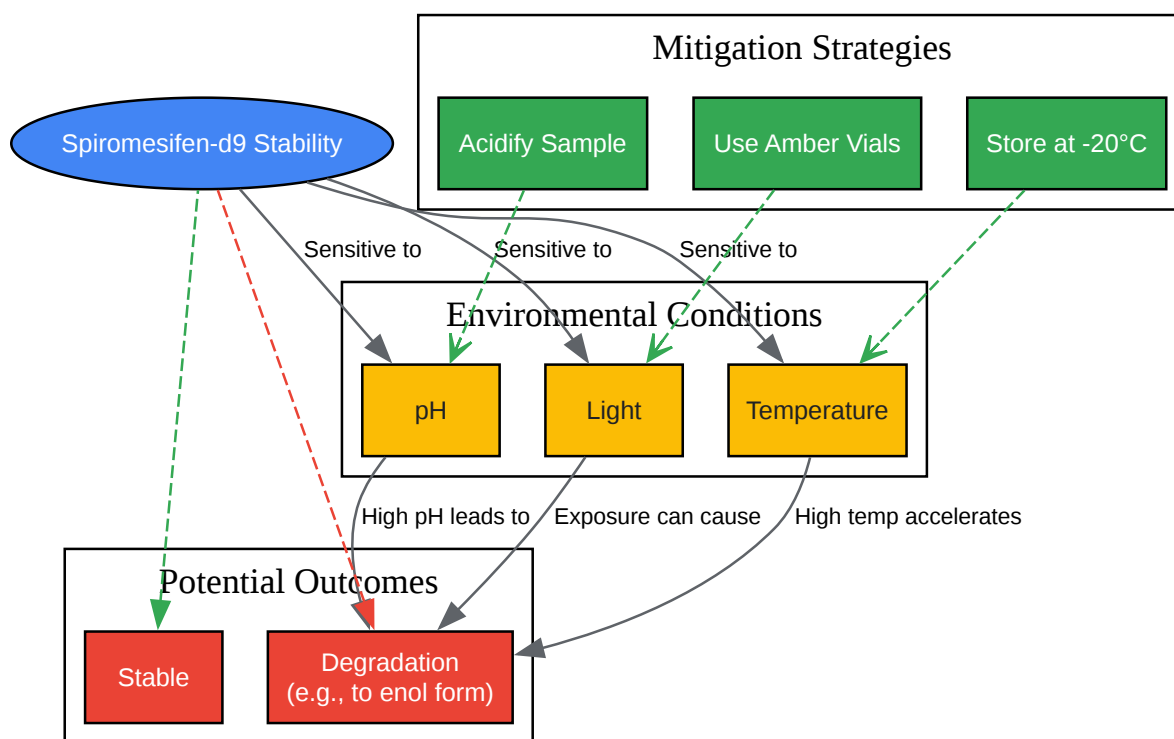 Mitigation Strategies
Spiromesifen-d9 Stability
Acidify Sample
Use Amber Vials
Store at -20°C
Sensitive to
Sensitive to
Sensitive to
Environmental Conditions
pH
Light
Temperature
High pH leads to
Exposure can cause
High temp accelerates
Potential Outcomes
Stable
Degradation
(e.g., to enol form)